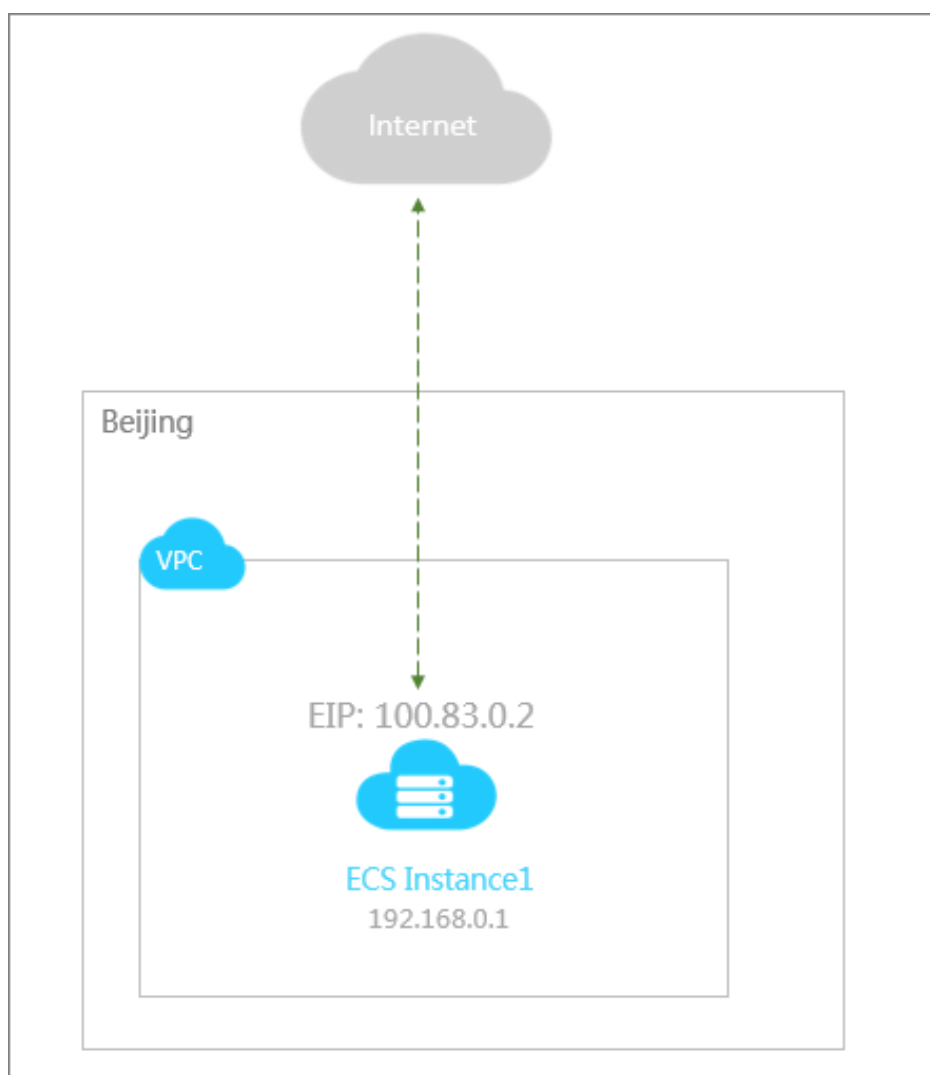 Internet
Beijing
VPC
EIP: 100.83.0.2
ECS Instance1
192.168.0.1